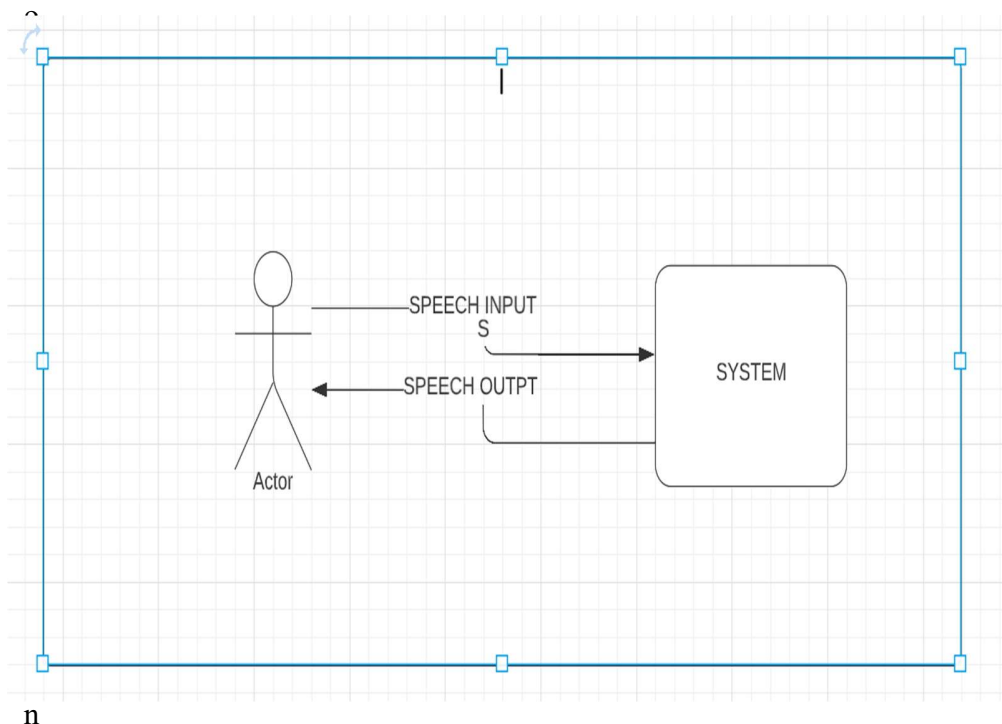 SPEECH INPUT
S
SPEECH OUTPT
SYSTEM
Actor
n